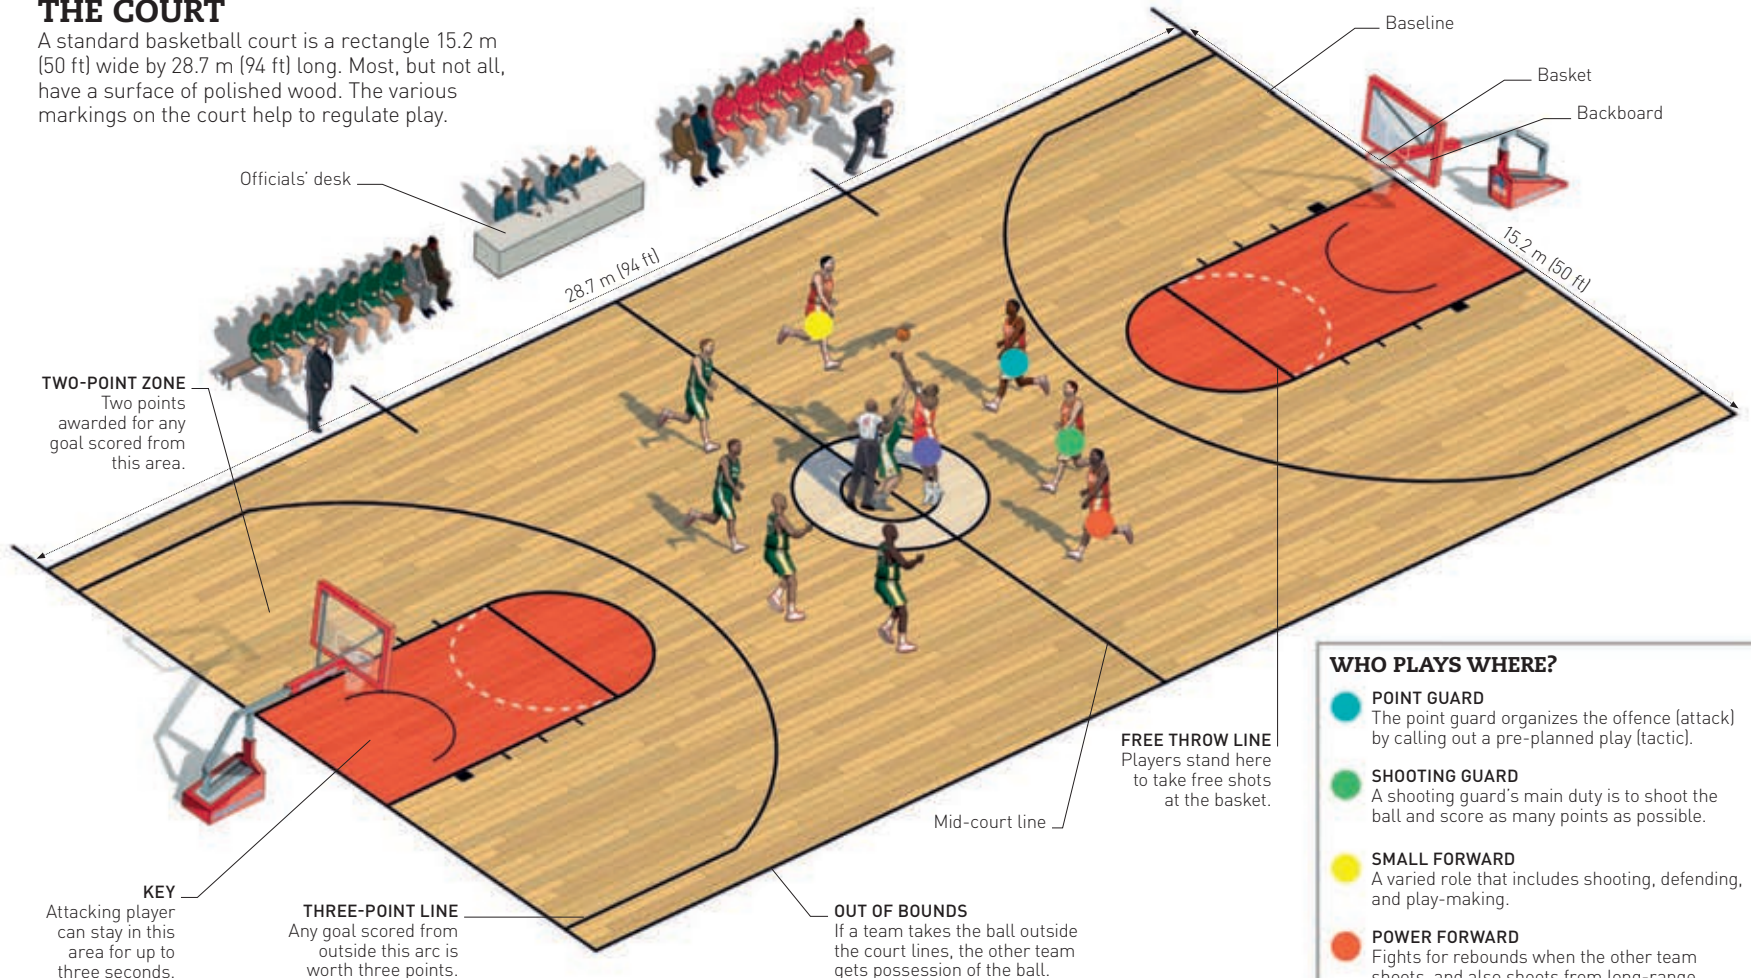 THE COURT
A standard basketball court is a rectangle 15.2 m
(50 ft) wide by 28.7 m (94 ft) long. Most, but not all,
have a surface of polished wood. The various
markings on the court help to regulate play.
Baseline
Basket
Backboard
Officials’ desk
28.7 m (94 ft)
15.2 m (50 ft)
TWO-POINT ZONE
Two points
awarded for any
goal scored from
this area.
FREE THROW LINE
Players stand here
to take free shots
at the basket.
Mid-court line
KEY
Attacking player
can stay in this
area for up to
three seconds.
THREE-POINT LINE
Any goal scored from
outside this arc is
worth three points.
OUT OF BOUNDS
If a team takes the ball outside
the court lines, the other team
gets possession of the ball.
WHO PLAYS WHERE?
POINT GUARD
The point guard organizes the offence (attack)
by calling out a pre-planned play (tactic).
SHOOTING GUARD
A shooting guard’s main duty is to shoot the
ball and score as many points as possible.
SMALL FORWARD
A varied role that includes shooting, defending,
and play-making.
POWER FORWARD
Fights for rebounds when the other team
shoots, and also shoots from long-range